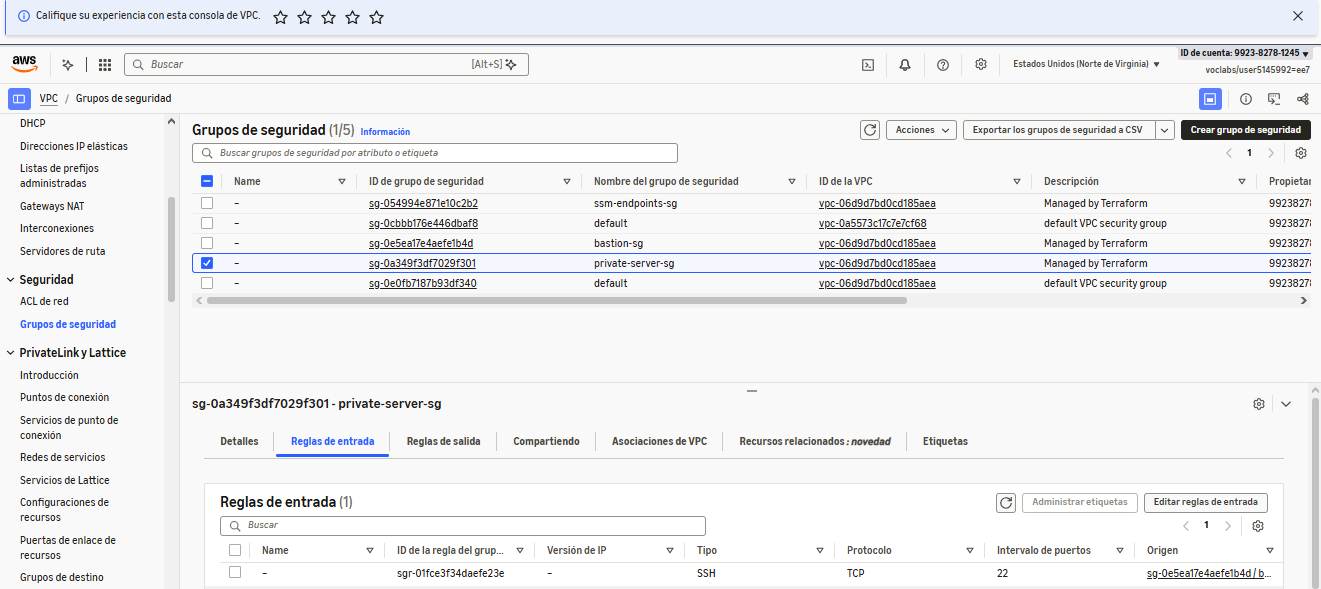 Califique su experiencia con esta consola de VPC.
aws
Buscar [Alt+S]
Estados Unidos (Norte de Virginia)
ID de cuenta: 9923-8278-1245
voclabs/user5145992=ee7
VPC / Grupos de seguridad
DHCP
Direcciones IP elásticas
Listas de prefijos
administradas
Gateways NAT
Interconexiones
Servidores de ruta
Seguridad
ACL de red
Grupos de seguridad
PrivateLink y Lattice
Introducción
Puntos de conexión
Servicios de punto de
conexión
Redes de servicios
Servicios de Lattice
Configuraciones de
recursos
Puertas de enlace de
recursos
Grupos de destino
Grupos de seguridad (1/5) Información
Acciones
Exportar los grupos de seguridad a CSV
Crear grupo de seguridad
Buscar grupos de seguridad por atributo o etiqueta
1
Name ID de grupo de seguridad Nombre del grupo de seguridad ID de la VPC Descripción Propietar
– sg-054994e871e10c2b2 ssm-endpoints-sg vpc-06d9d7bd0cd185aea Managed by Terraform 99238278
– sg-0cbbb176e446dbaf8 default vpc-0a5573c17c7e7cf68 default VPC security group 99238278
– sg-0e5ea17e4aefe1b4d bastion-sg vpc-06d9d7bd0cd185aea Managed by Terraform 99238278
– sg-0a349f3df7029f301 private-server-sg vpc-06d9d7bd0cd185aea Managed by Terraform 99238278
– sg-0e0fb7187b93df340 default vpc-06d9d7bd0cd185aea default VPC security group 99238278
sg-0a349f3df7029f301 - private-server-sg
Detalles Reglas de entrada Reglas de salida Compartiendo Asociaciones de VPC Recursos relacionados : novedad Etiquetas
Reglas de entrada (1)
Administrar etiquetas
Editar reglas de entrada
Buscar
1
Name ID de la regla del grup... Versión de IP Tipo Protocolo Intervalo de puertos Origen
– sgr-01fce3f34daefe23e – SSH TCP 22 sg-0e5ea17e4aefe1b4d / b...